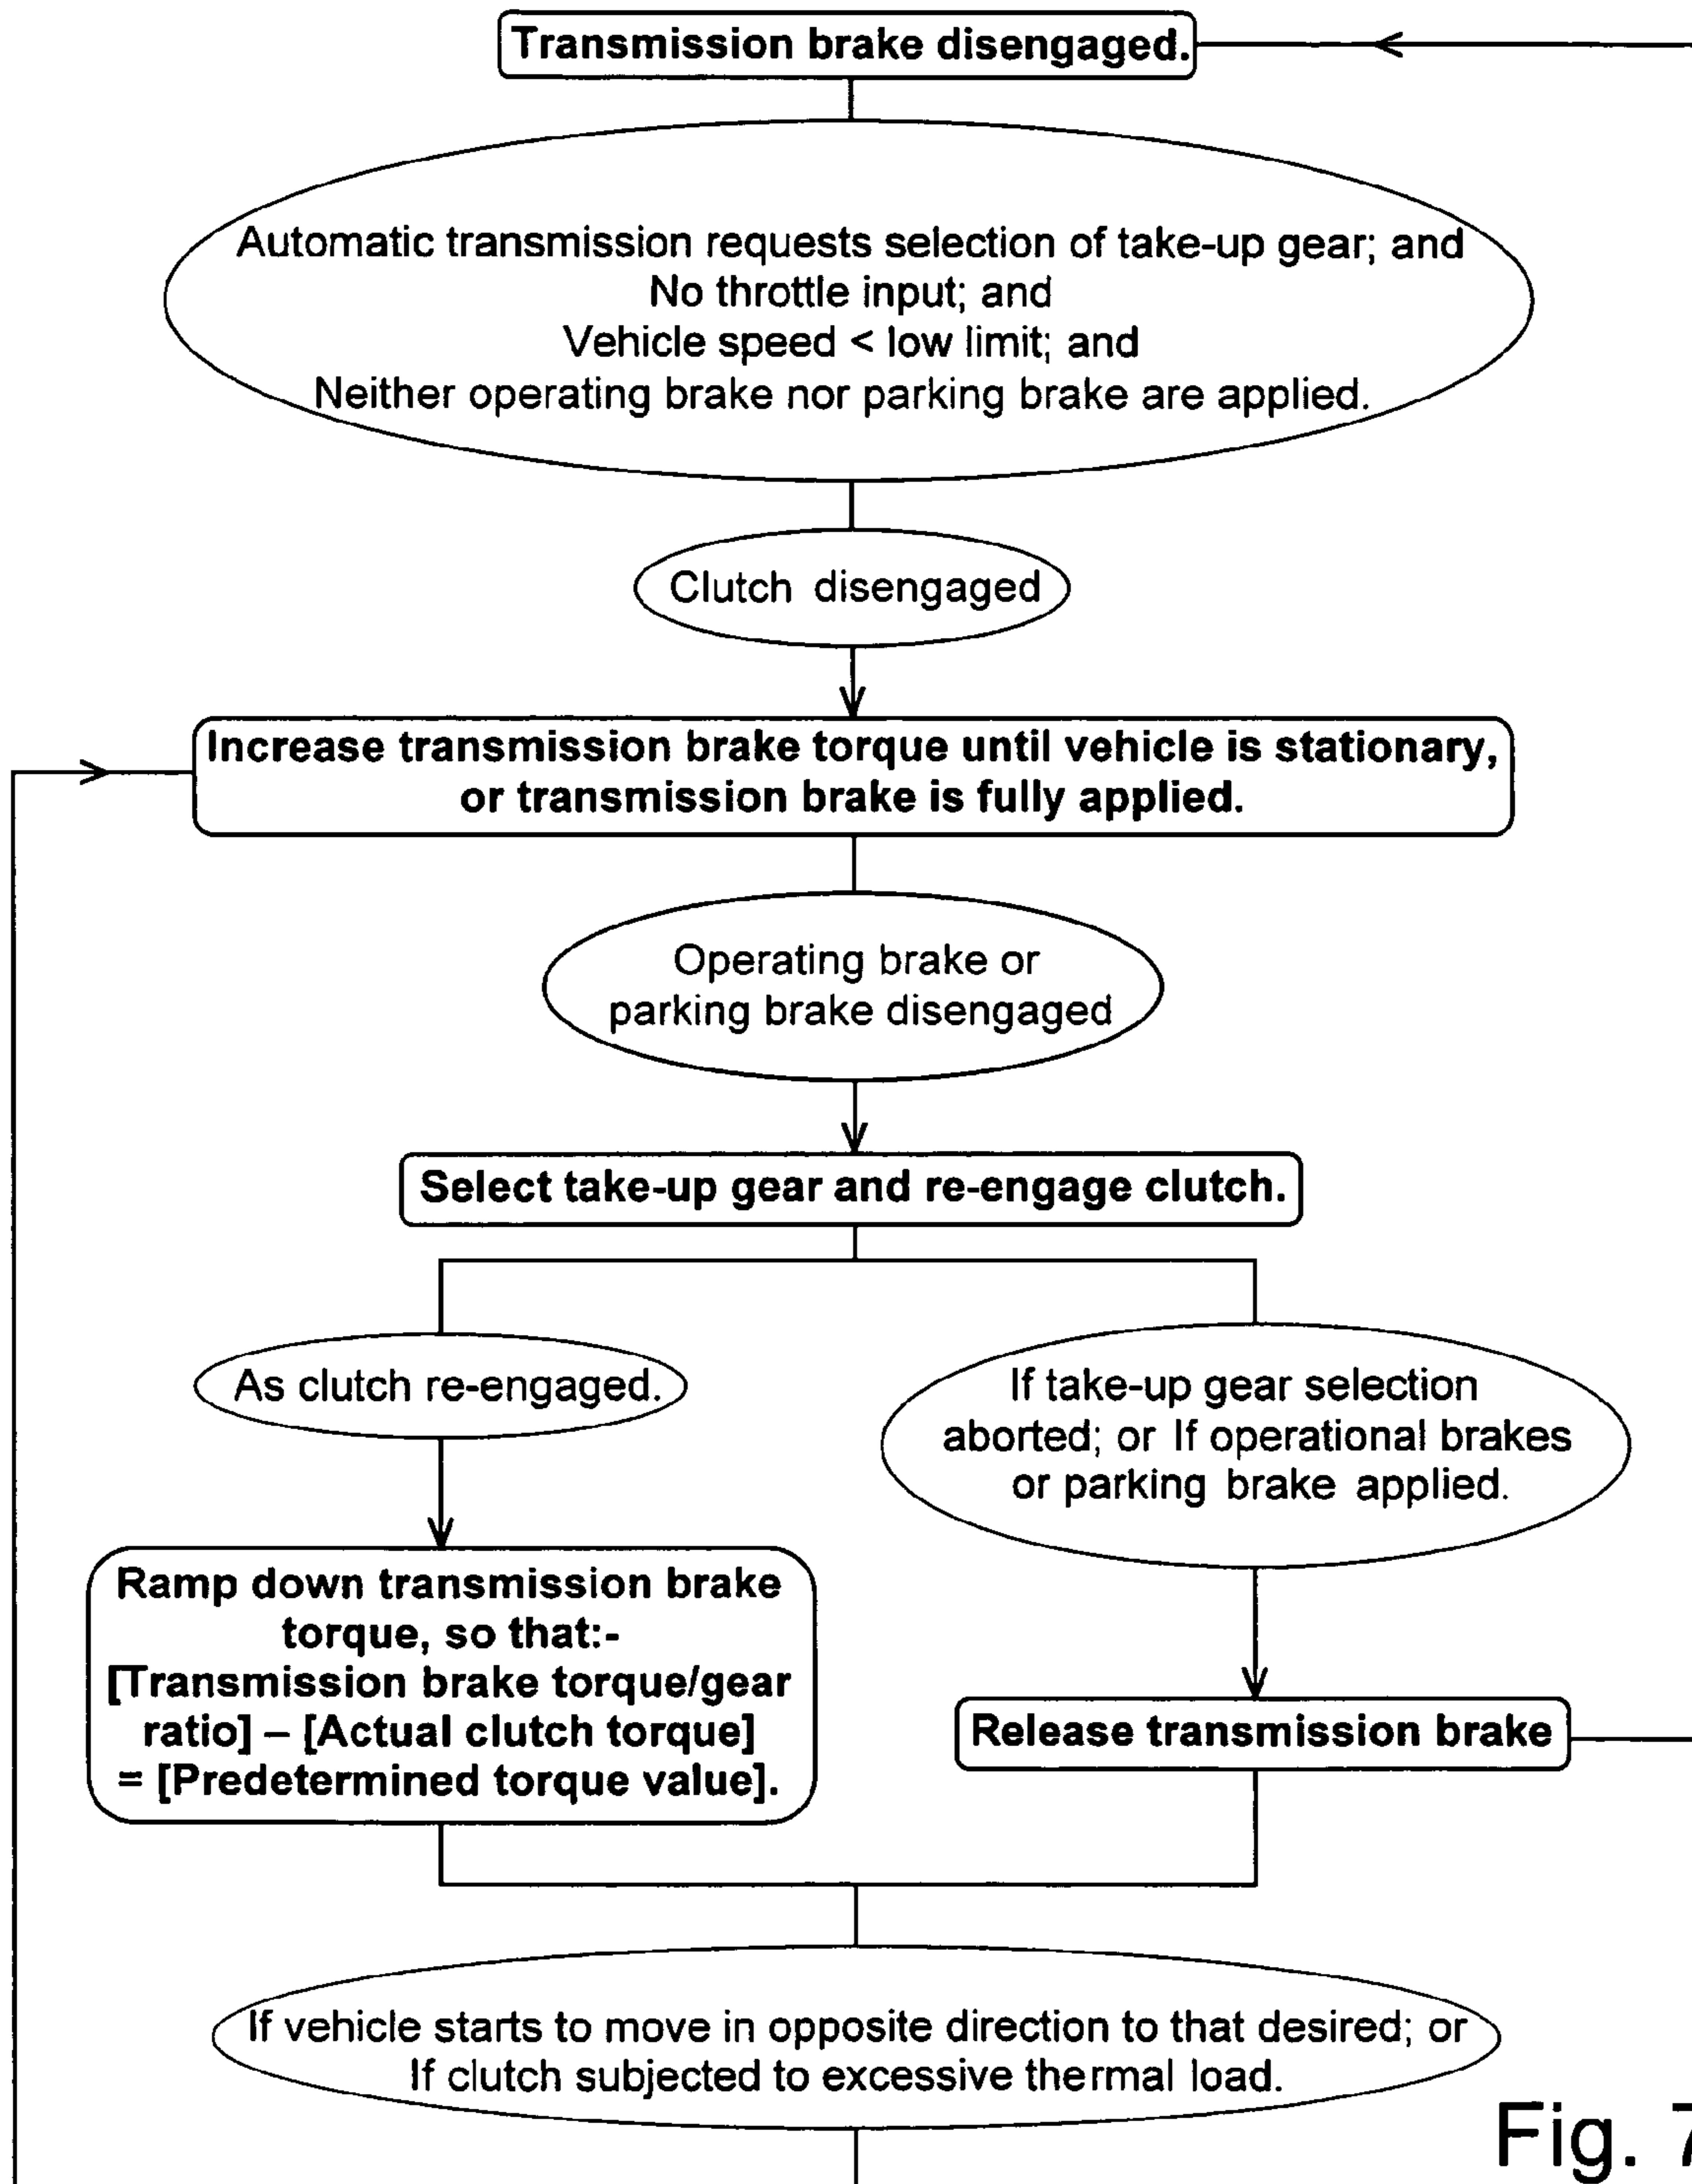 Transmission brake disengaged.
Automatic transmission requests selection of take-up gear; and
No throttle input; and
Vehicle speed < low limit; and
Neither operating brake nor parking brake are applied.
Clutch disengaged
Increase transmission brake torque until vehicle is stationary,
or transmission brake is fully applied.
Operating brake or
parking brake disengaged
Select take-up gear and re-engage clutch.
As clutch re-engaged.
If take-up gear selection
aborted; or If operational brakes
or parking brake applied.
Ramp down transmission brake
torque, so that:-
[Transmission brake torque/gear
ratio] – [Actual clutch torque]
= [Predetermined torque value].
Release transmission brake
If vehicle starts to move in opposite direction to that desired; or
If clutch subjected to excessive thermal load.
Fig. 7